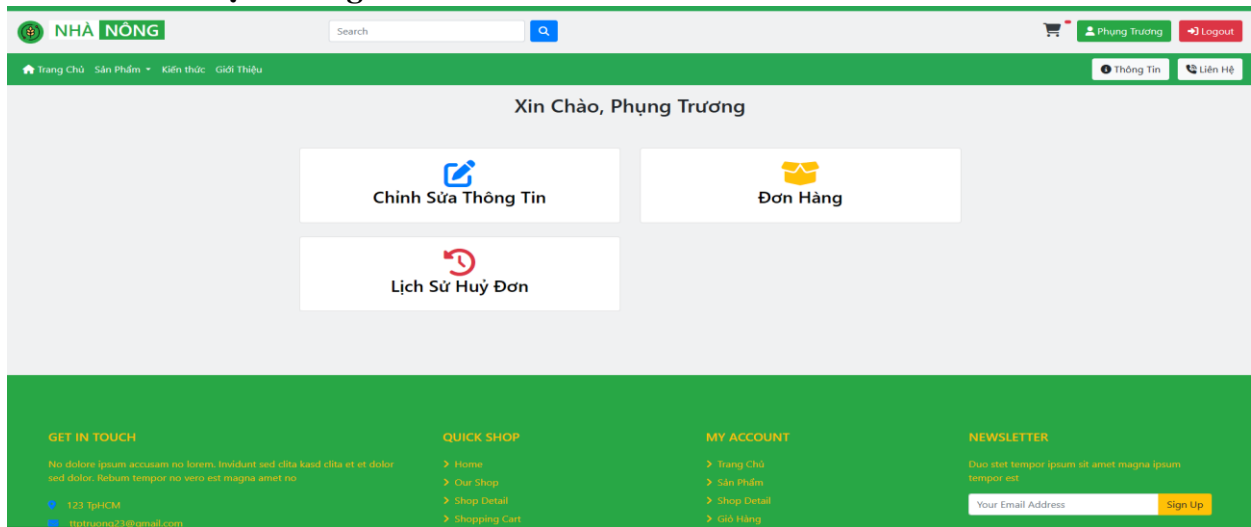 NHÀ NÔNG
Search
Phụng Trương
Logout
Trang Chủ Sản Phẩm Kiến thức Giới Thiệu
Thông Tin
Liên Hệ
Xin Chào, Phụng Trương
Chỉnh Sửa Thông Tin
Đơn Hàng
Lịch Sử Huỷ Đơn
GET IN TOUCH
No dolore ipsum accusam no lorem. Invidunt sed clita kasd clita et et dolor
sed dolor. Rebum tempor no vero est magna amet no
123 TpHCM
ttptruong23@gmail.com
QUICK SHOP
Home
Our Shop
Shop Detail
Shopping Cart
MY ACCOUNT
Trang Chủ
Sản Phẩm
Shop Detail
Giỏ Hàng
NEWSLETTER
Duo stet tempor ipsum sit amet magna ipsum
tempor est
Your Email Address
Sign Up